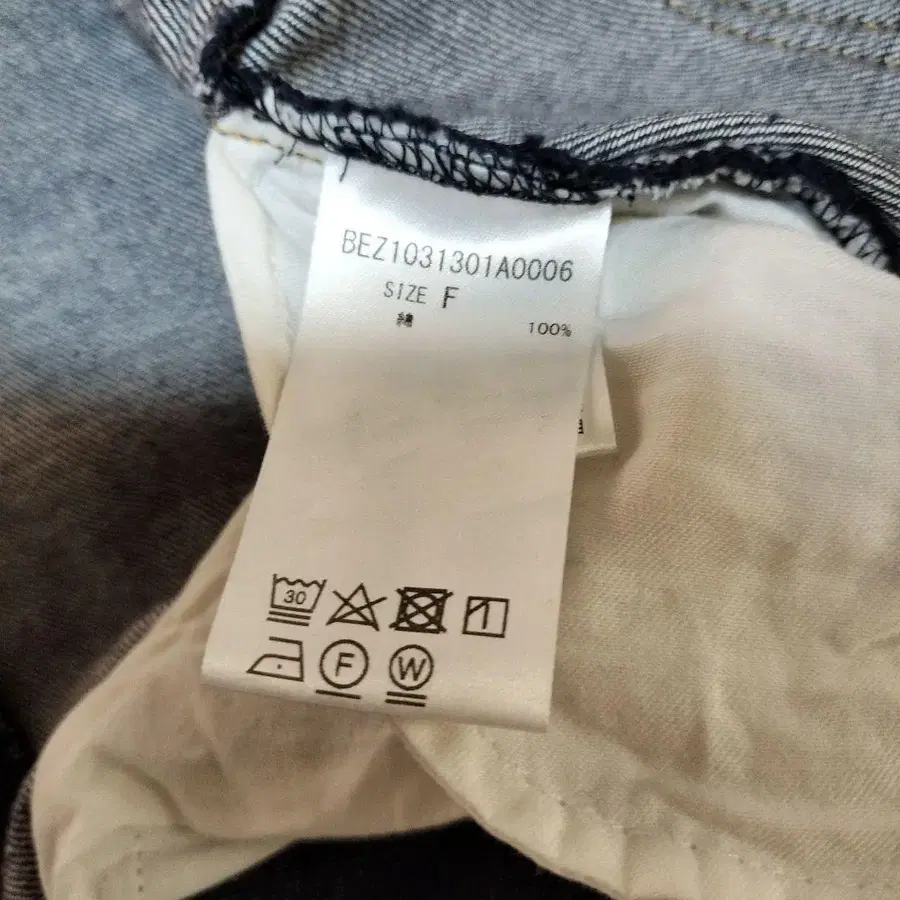 BEZ1031301A0006
SIZE F
綿 100%
30
F
W